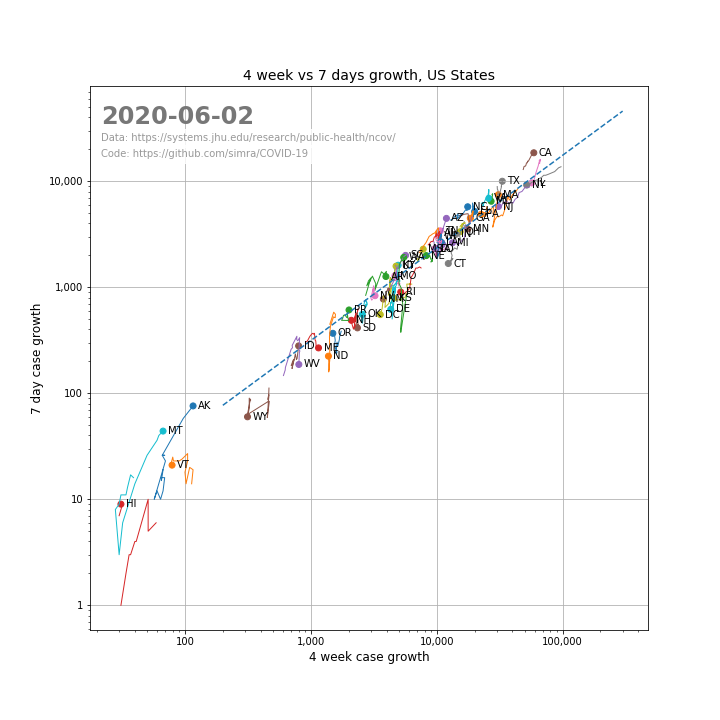 4 week vs 7 days growth, US States
2020-06-02
Data: https://systems.jhu.edu/research/public-health/ncov/
Code: https://github.com/simra/COVID-19
10,000
1,000
100
10
1
7 day case growth
CA
TX
NY
MA
NJ
PA
GA
AZ
MN
MI
CT
NE
MO
AR
RI
KS
NV
DE
DC
OK
PR
NH
SD
OR
ID
ME
ND
WV
WY
AK
MT
VT
HI
100
1,000
10,000
100,000
4 week case growth